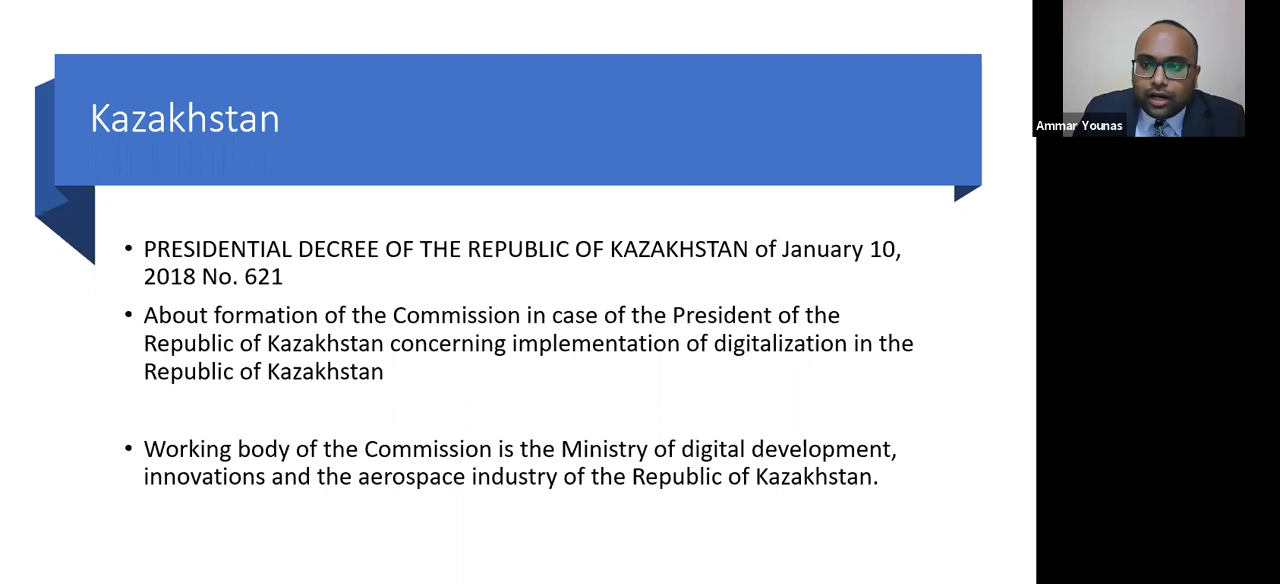 Kazakhstan
• PRESIDENTIAL DECREE OF THE REPUBLIC OF KAZAKHSTAN of January 10,
2018 No. 621
• About formation of the Commission in case of the President of the
Republic of Kazakhstan concerning implementation of digitalization in the
Republic of Kazakhstan
• Working body of the Commission is the Ministry of digital development,
innovations and the aerospace industry of the Republic of Kazakhstan.
Ammar Younas